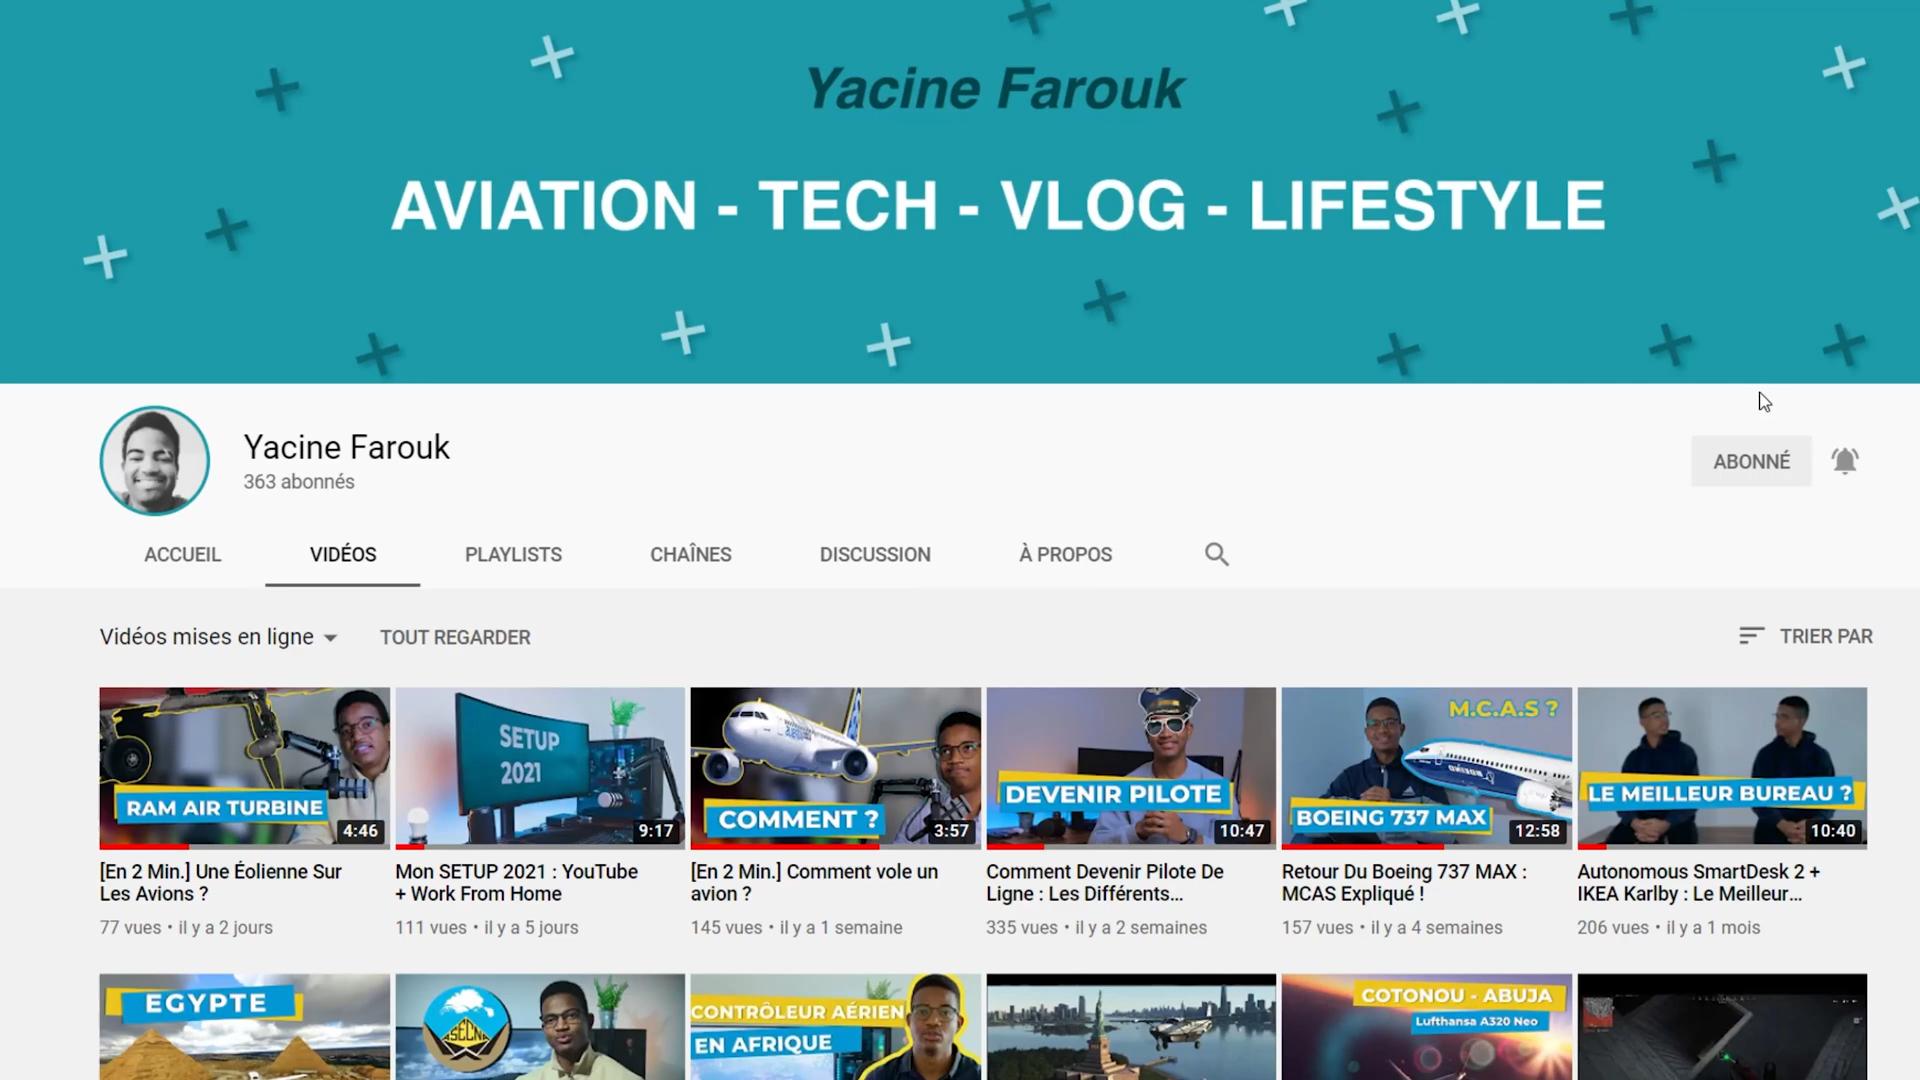 Yacine Farouk
AVIATION - TECH - VLOG - LIFESTYLE
Yacine Farouk
363 abonnés
ABONNÉ
ACCUEIL
VIDÉOS
PLAYLISTS
CHAÎNES
DISCUSSION
À PROPOS
Vidéos mises en ligne
TOUT REGARDER
TRIER PAR
RAM AIR TURBINE
4:46
[En 2 Min.] Une Éolienne Sur
Les Avions ?
77 vues • il y a 2 jours
SETUP
2021
9:17
Mon SETUP 2021 : YouTube
+ Work From Home
111 vues • il y a 5 jours
COMMENT ?
3:57
[En 2 Min.] Comment vole un
avion ?
145 vues • il y a 1 semaine
DEVENIR PILOTE
10:47
Comment Devenir Pilote De
Ligne : Les Différents...
335 vues • il y a 2 semaines
M.C.A.S ?
BOEING 737 MAX
12:58
Retour Du Boeing 737 MAX :
MCAS Expliqué !
157 vues • il y a 4 semaines
LE MEILLEUR BUREAU ?
10:40
Autonomous SmartDesk 2 +
IKEA Karlby : Le Meilleur...
206 vues • il y a 1 mois
EGYPTE
ASECNA
CONTRÔLEUR AÉRIEN
EN AFRIQUE
COTONOU - ABUJA
Lufthansa A320 Neo